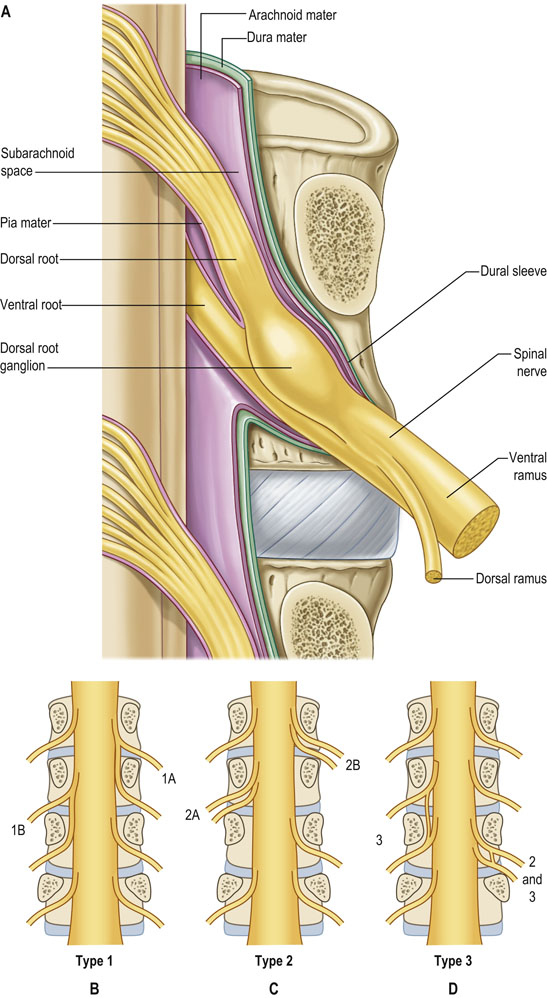 A
Arachnoid mater
Dura mater
Subarachnoid
space
Pia mater
Dorsal root
Ventral root
Dorsal root
ganglion
Dural sleeve
Spinal
nerve
Ventral
ramus
Dorsal ramus
1A
1B
2B
2A
3
2
and
3
Type 1
Type 2
Type 3
B
C
D